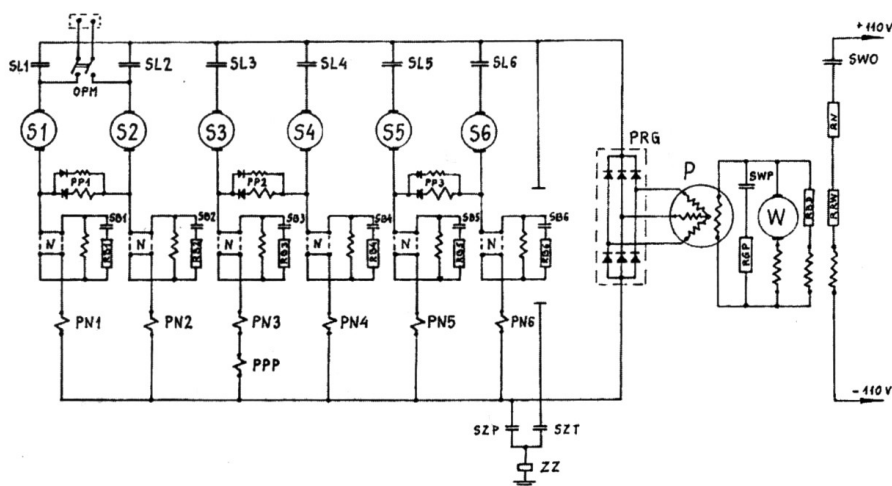 +110V
SL1
SL2
SL3
SL4
SL5
SL6
SWO
OPM
RN
S1
S2
S3
S4
S5
S6
PRG
P
SWP
W
RBD
RRW
PP1
PP2
PP3
SB1
SB2
SB3
SB4
SB5
SB6
N
N
N
N
N
N
RB1
RB2
RB3
RB4
RB5
RB6
RGP
PN1
PN2
PN3
PN4
PN5
PN6
PPP
-110V
SZP
SZT
ZZ